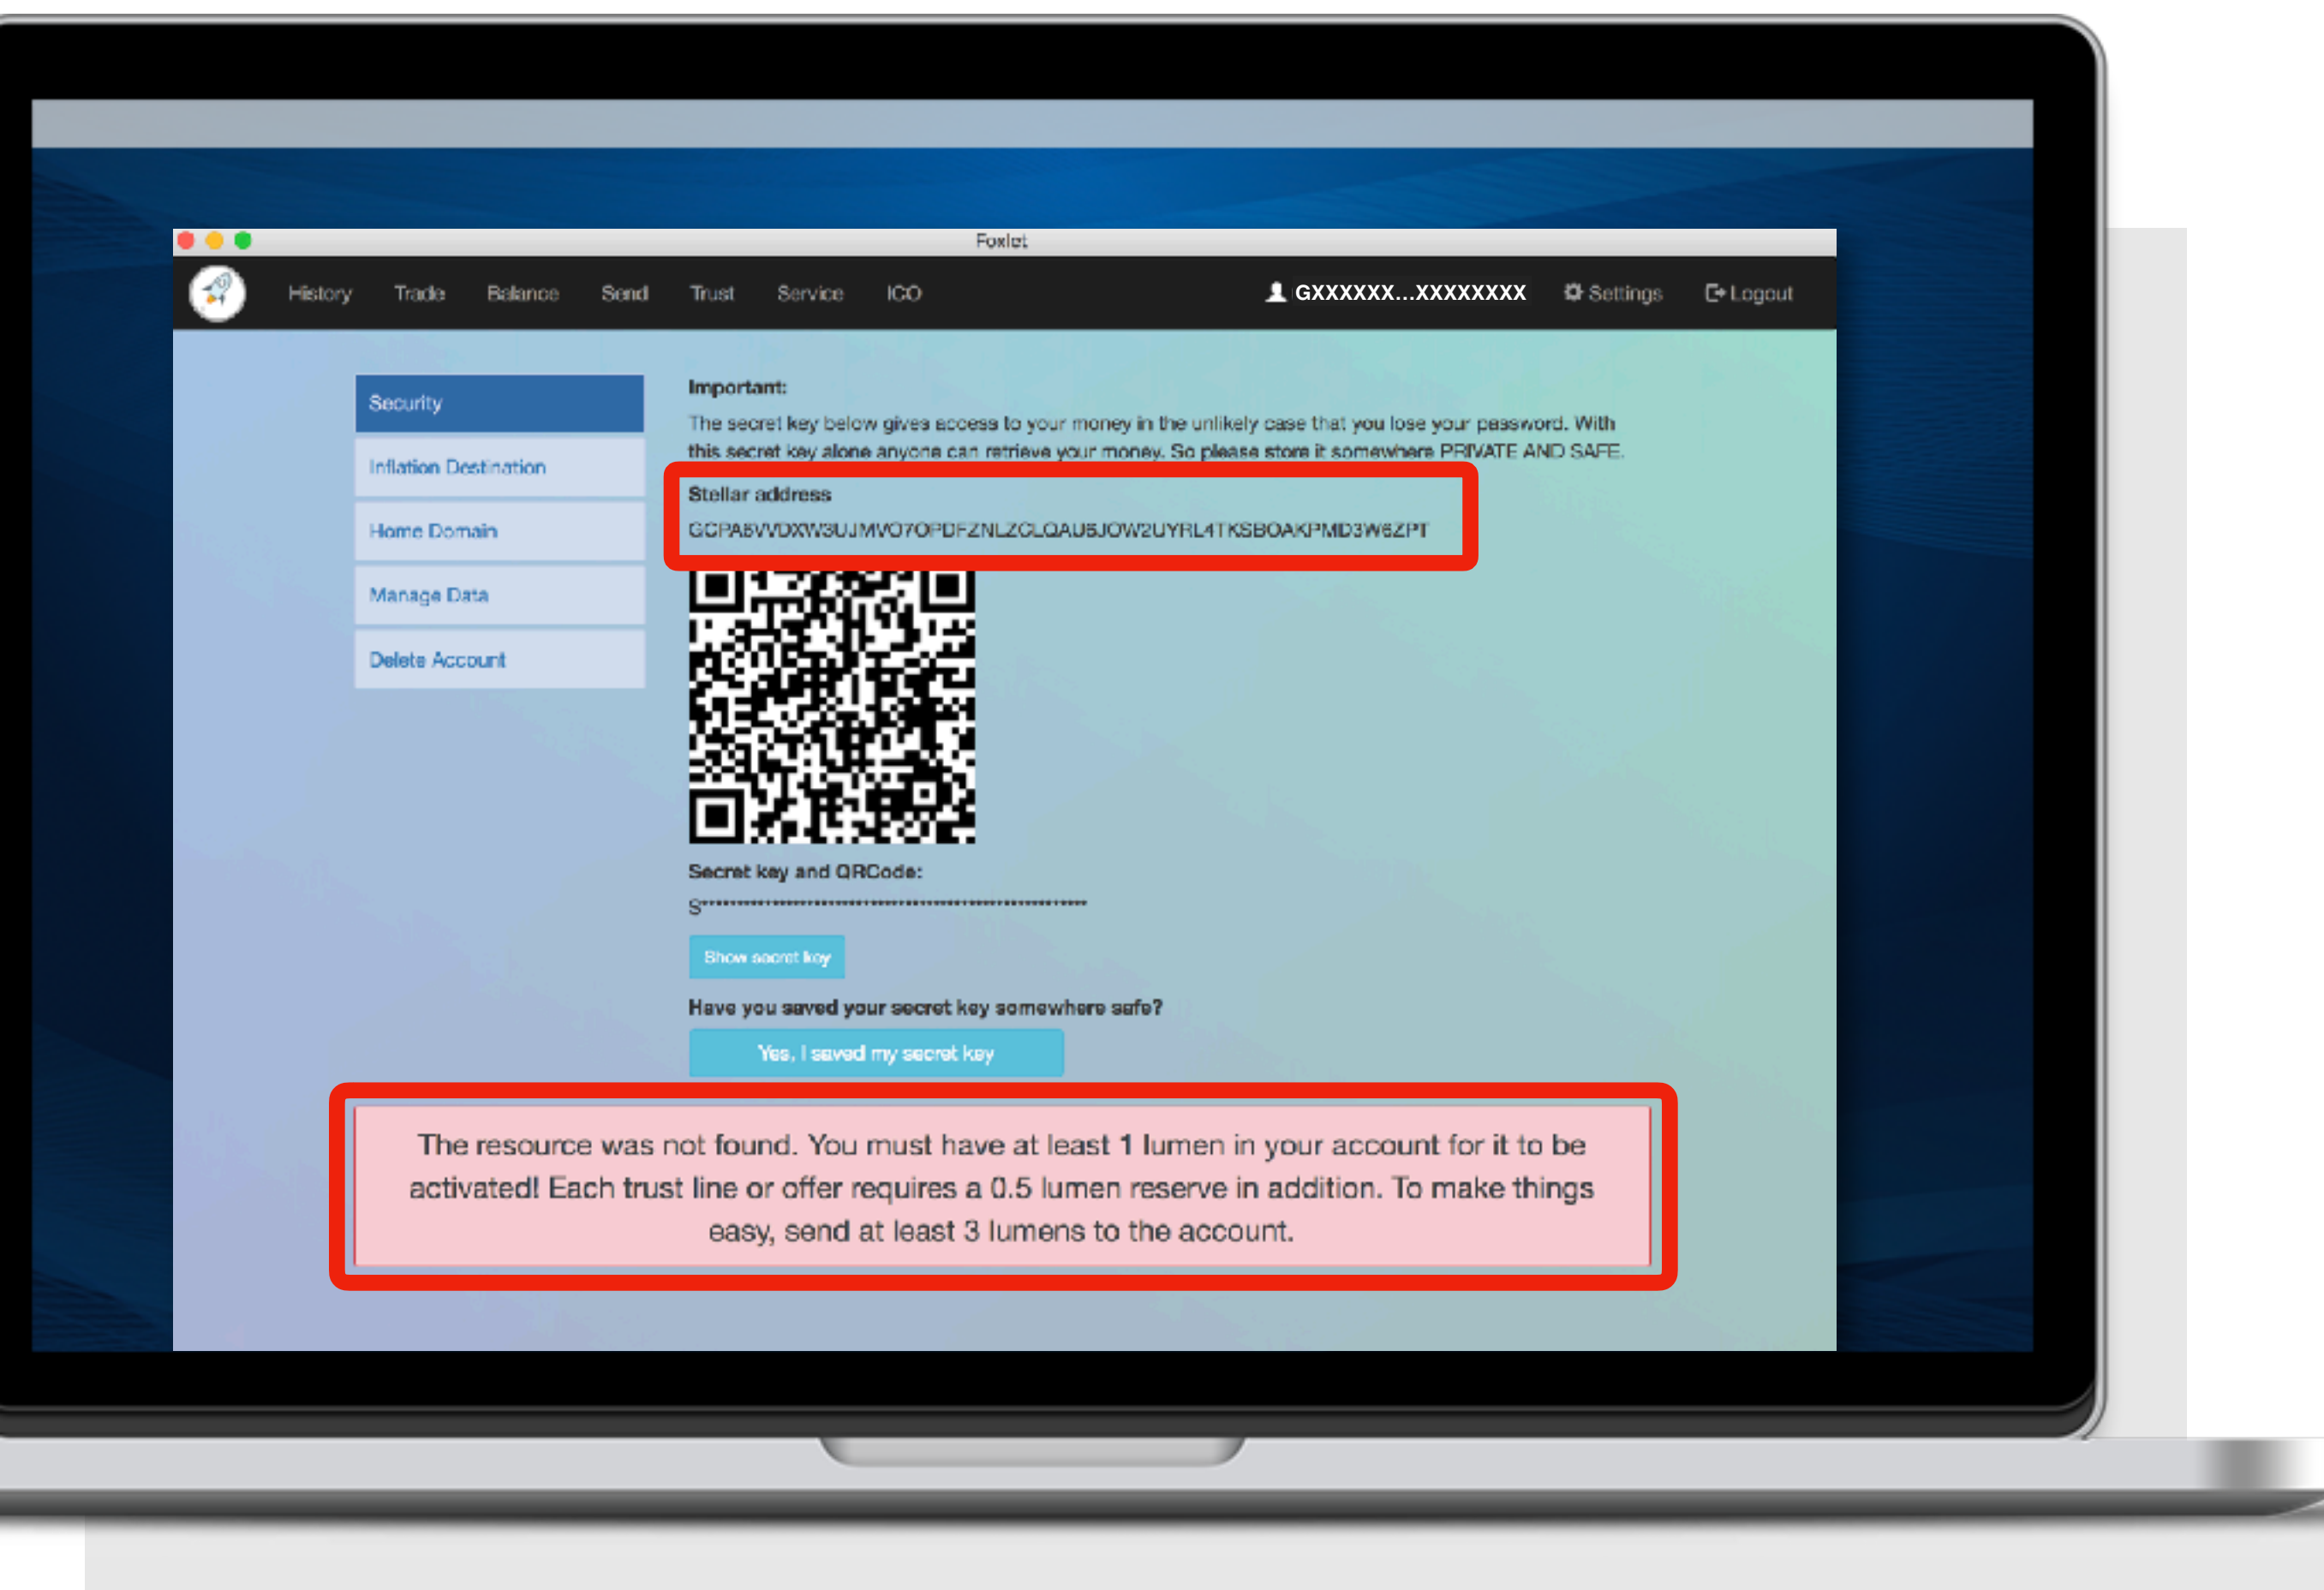 Foxlet
History Trade Balance Send Trust Service ICO GXXXXXX...XXXXXXXX Settings Logout
Security
Inflation Destination
Home Domain
Manage Data
Delete Account
Important:
The secret key below gives access to your money in the unlikely case that you lose your password. With
this secret key alone anyone can retrieve your money. So please store it somewhere PRIVATE AND SAFE.
Stellar address
Secret key and QRCode:
S*******************************************************
Show secret key
Have you saved your secret key somewhere safe?
Yes, I saved my secret key
The resource was not found. You must have at least 1 lumen in your account for it to be
activated! Each trust line or offer requires a 0.5 lumen reserve in addition. To make things
easy, send at least 3 lumens to the account.